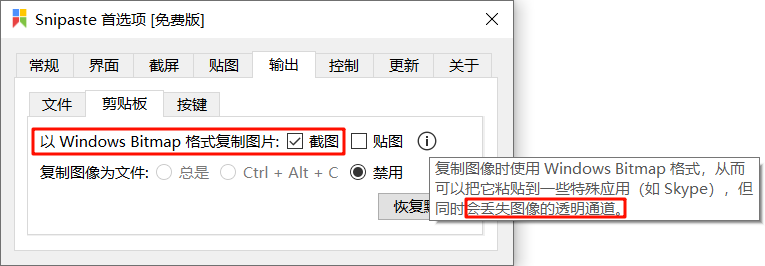 Snipaste 首选项 [免费版]
常规 界面 截屏 贴图 输出 控制 更新 关于
文件 剪贴板 按键
以 Windows Bitmap 格式复制图片: 截图 贴图
复制图像为文件: 总是 Ctrl + Alt + C 禁用
恢复默
复制图像时使用 Windows Bitmap 格式，从而
可以把它粘贴到一些特殊应用（如 Skype），但
同时会丢失图像的透明通道。